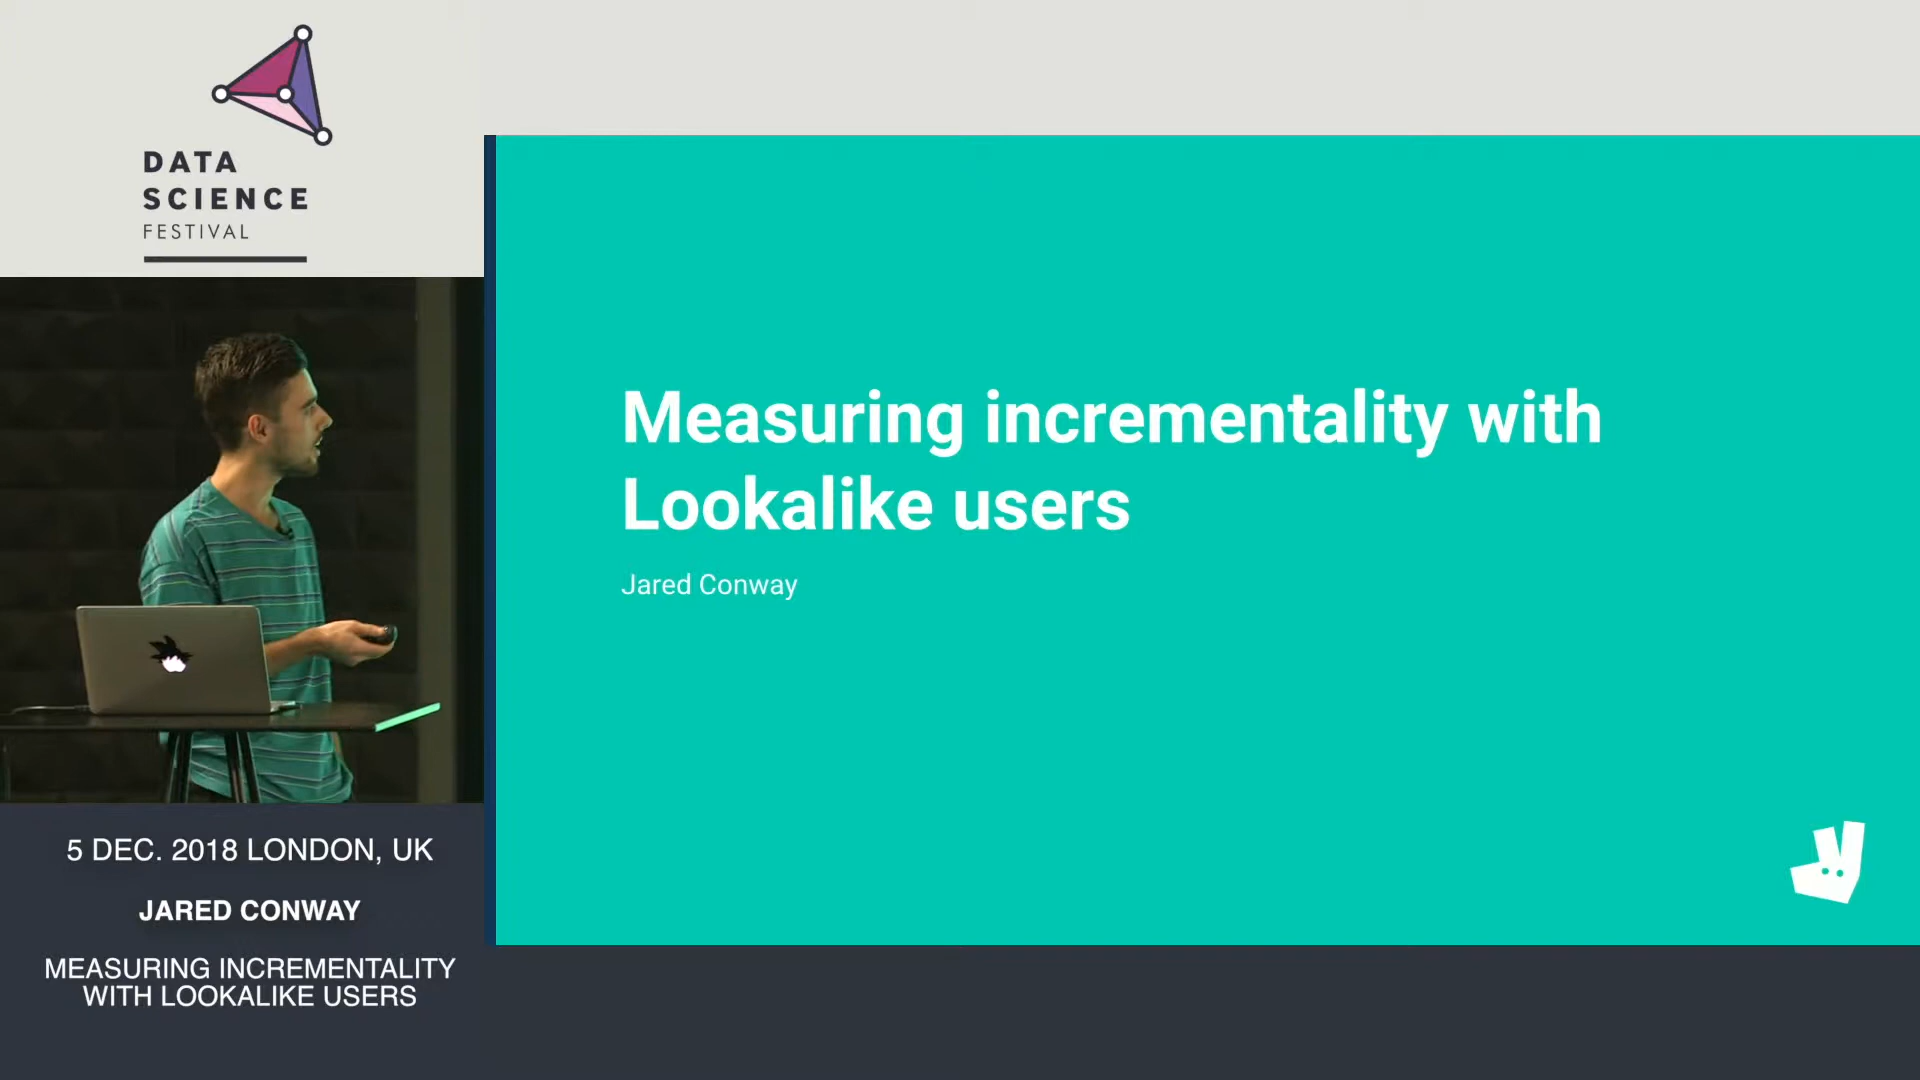 DATA
SCIENCE
FESTIVAL
Measuring incrementality with
Lookalike users
Jared Conway
5 DEC. 2018 LONDON, UK
JARED CONWAY
MEASURING INCREMENTALITY
WITH LOOKALIKE USERS